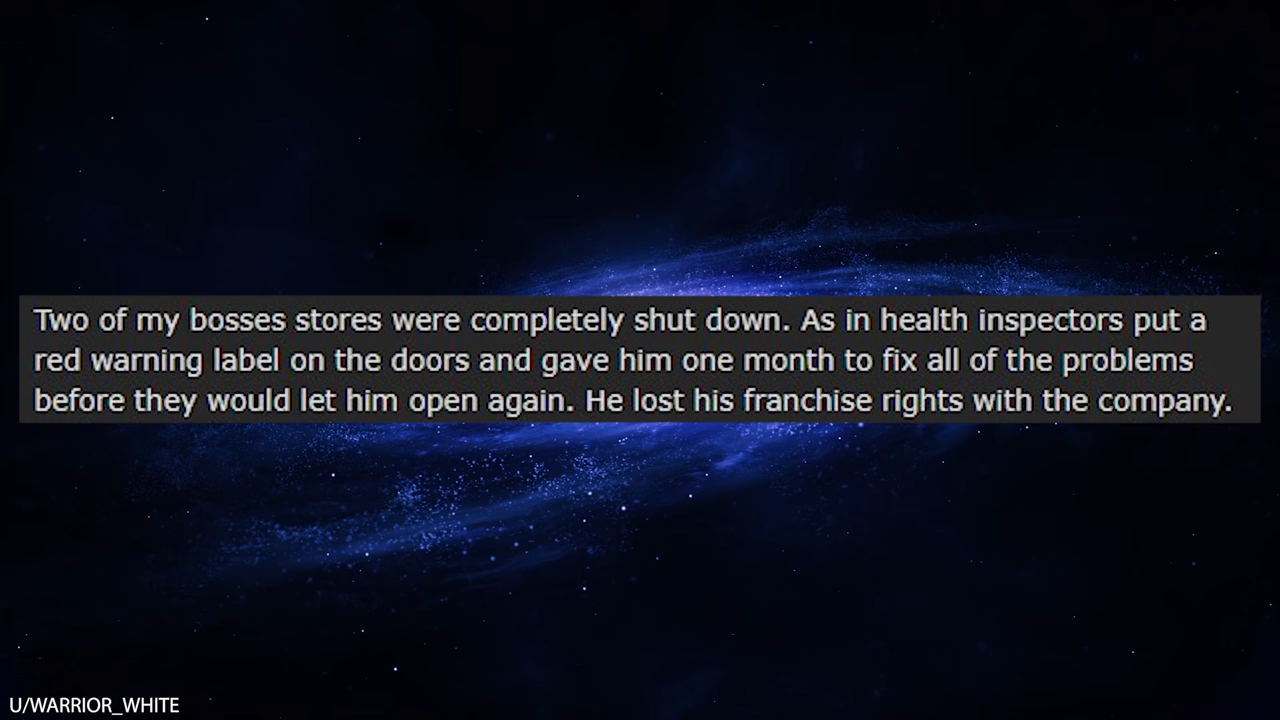 Two of my bosses stores were completely shut down. As in health inspectors put a
red warning label on the doors and gave him one month to fix all of the problems
before they would let him open again. He lost his franchise rights with the company.
U/WARRIOR_WHITE